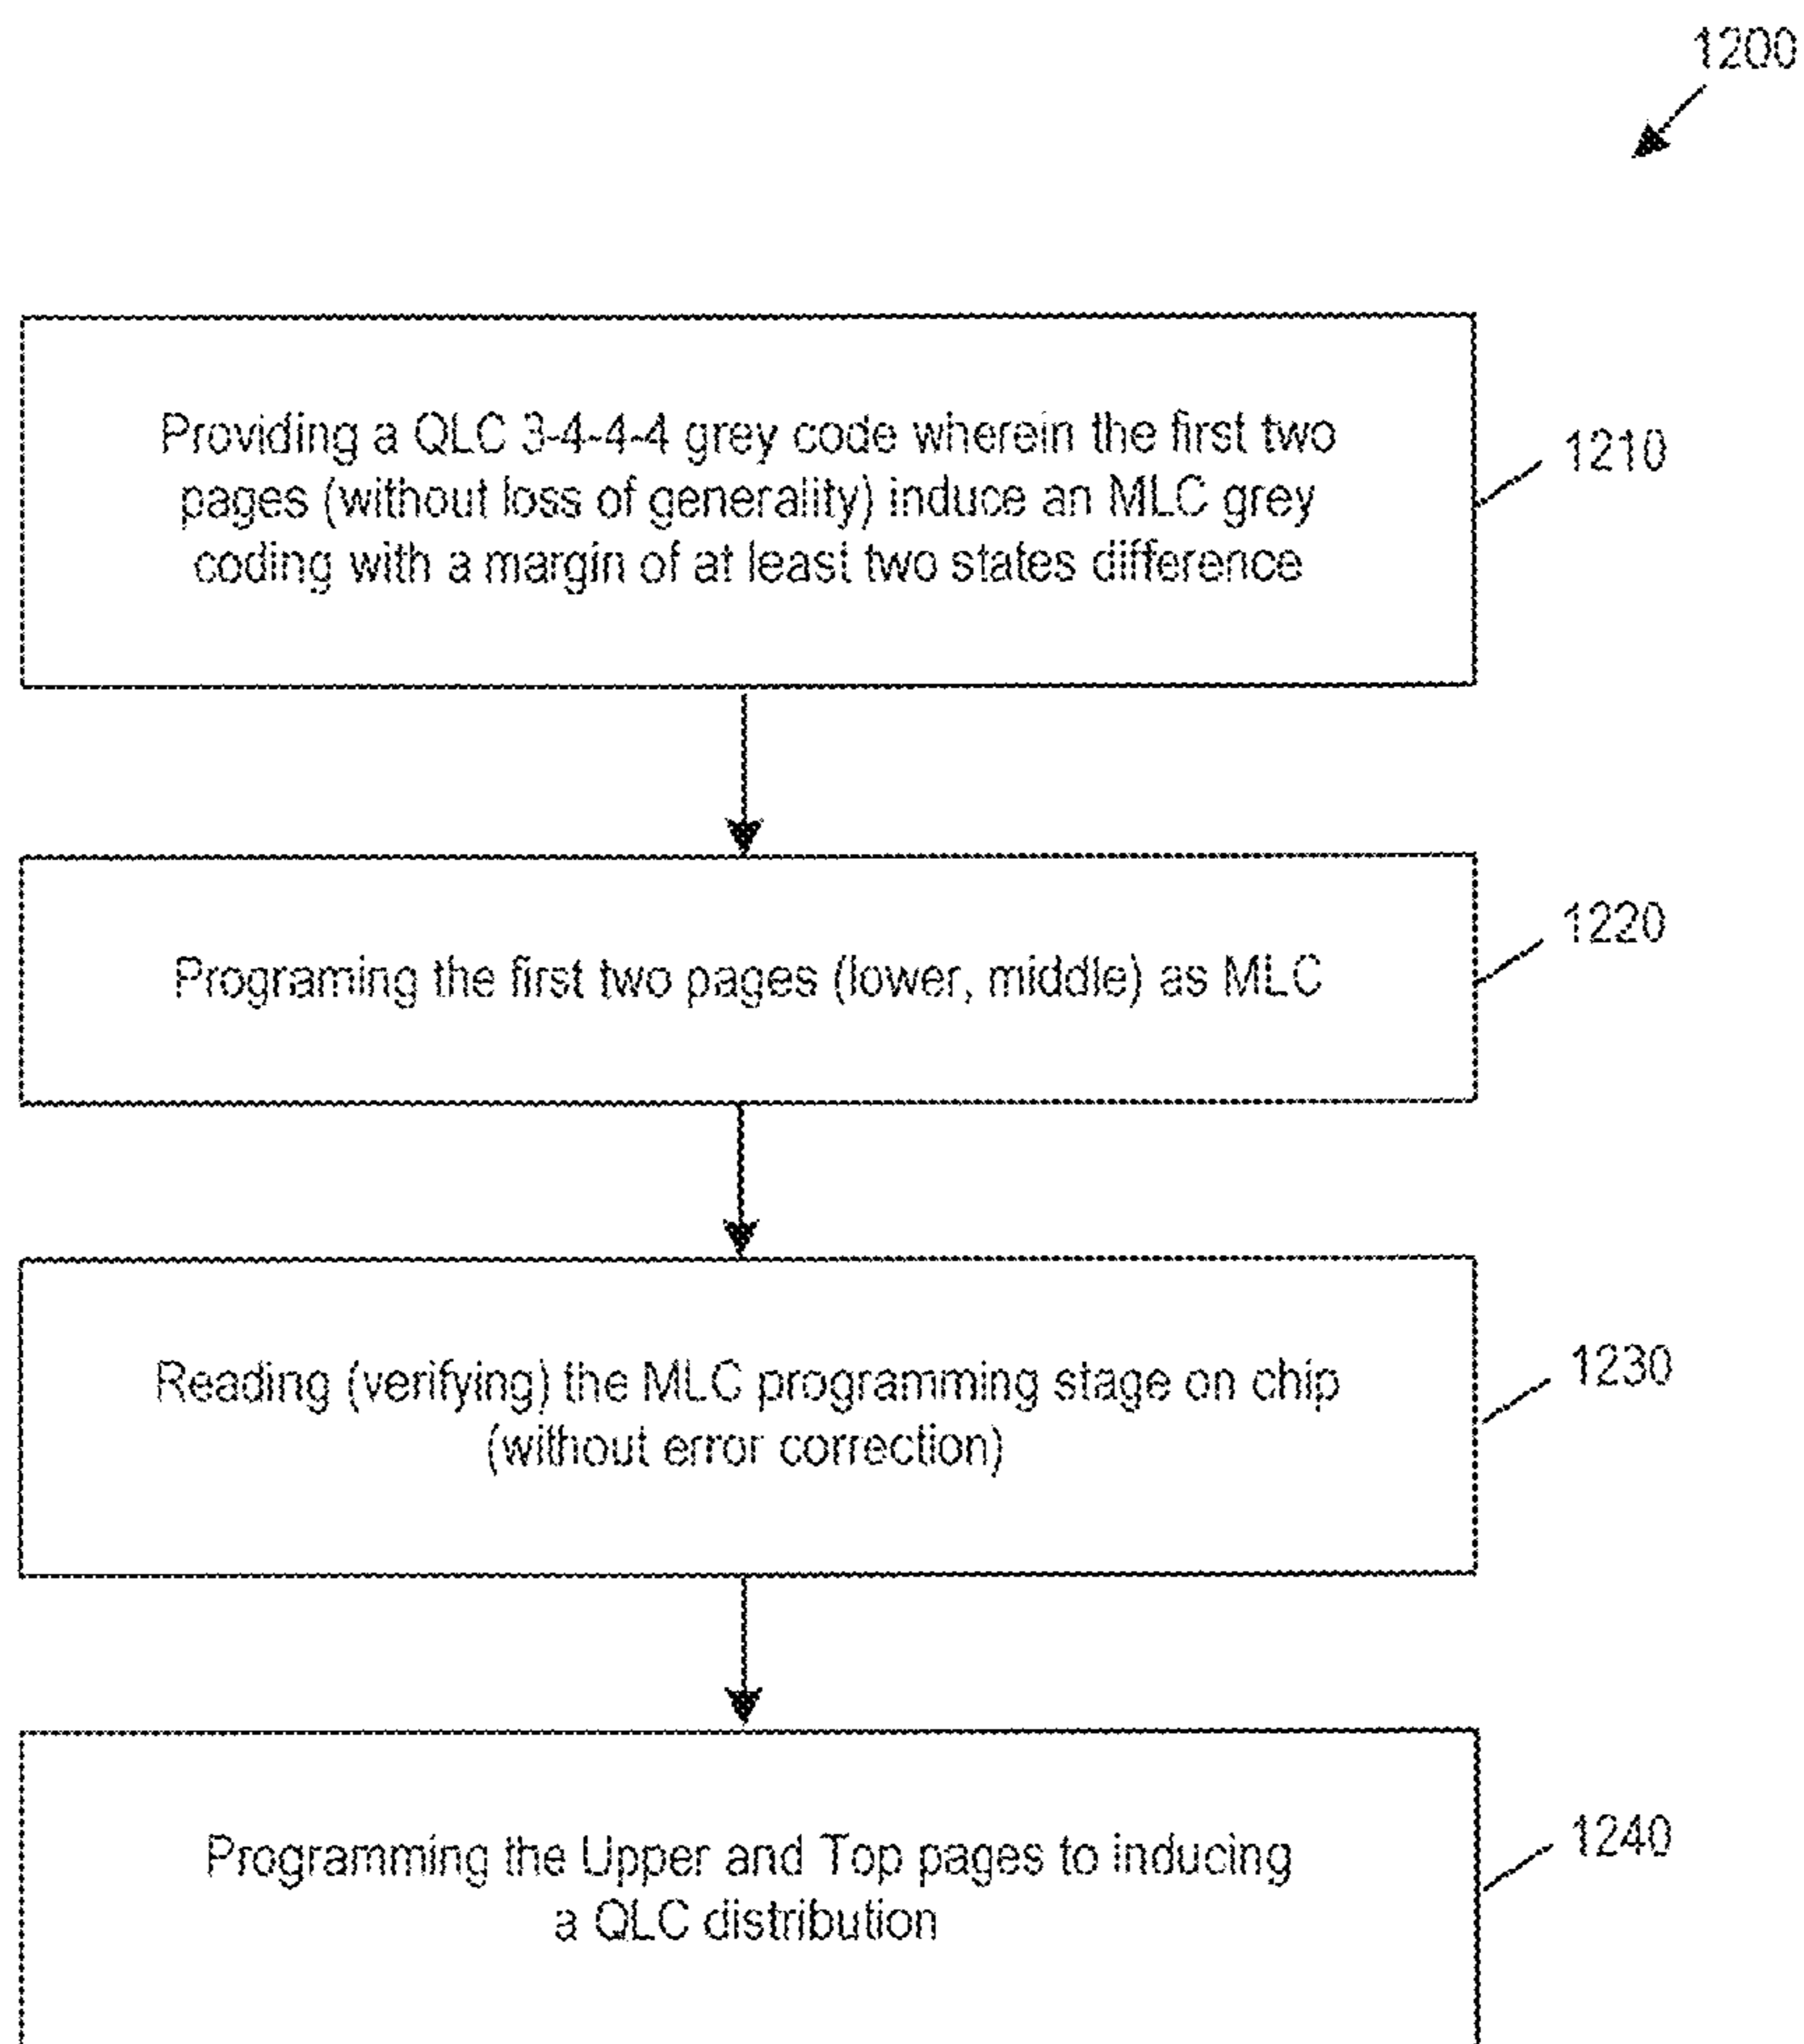 1200
Providing a QLC 3-4-4-4 grey code wherein the first two
pages (without loss of generality) induce an MLC grey
coding with a margin of at least two states difference
1210
Programing the first two pages (lower, middle) as MLC
1220
Reading (verifying) the MLC programming stage on chip
(without error correction)
1230
Programming the Upper and Top pages to inducing
a QLC distribution
1240